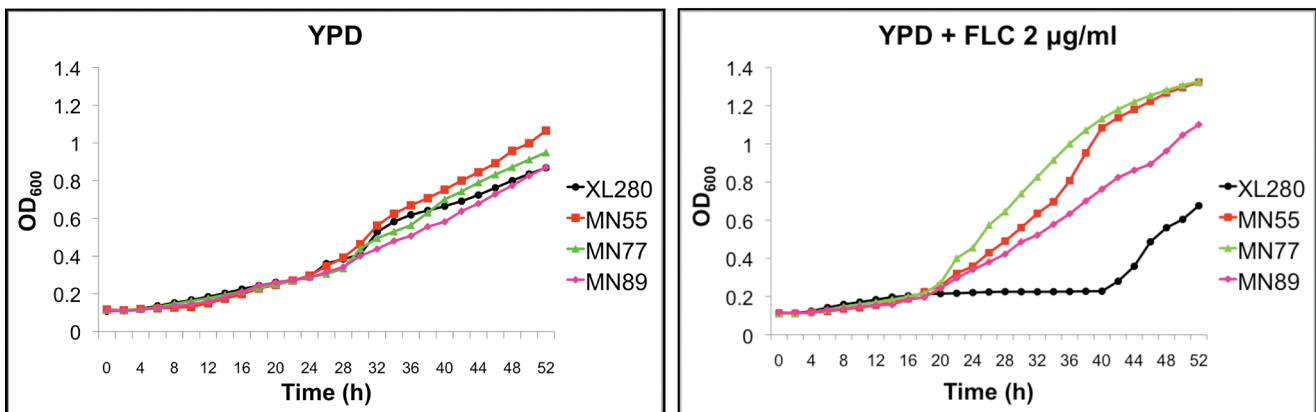 YPD
1.4
1.2
1
0.8
0.6
0.4
0.2
0
OD600
0 4 8 12 16 20 24 28 32 36 40 44 48 52
Time (h)
XL280
MN55
MN77
MN89
YPD + FLC 2 µg/ml
1.4
1.2
1
0.8
0.6
0.4
0.2
0
OD600
0 4 8 12 16 20 24 28 32 36 40 44 48 52
Time (h)
XL280
MN55
MN77
MN89